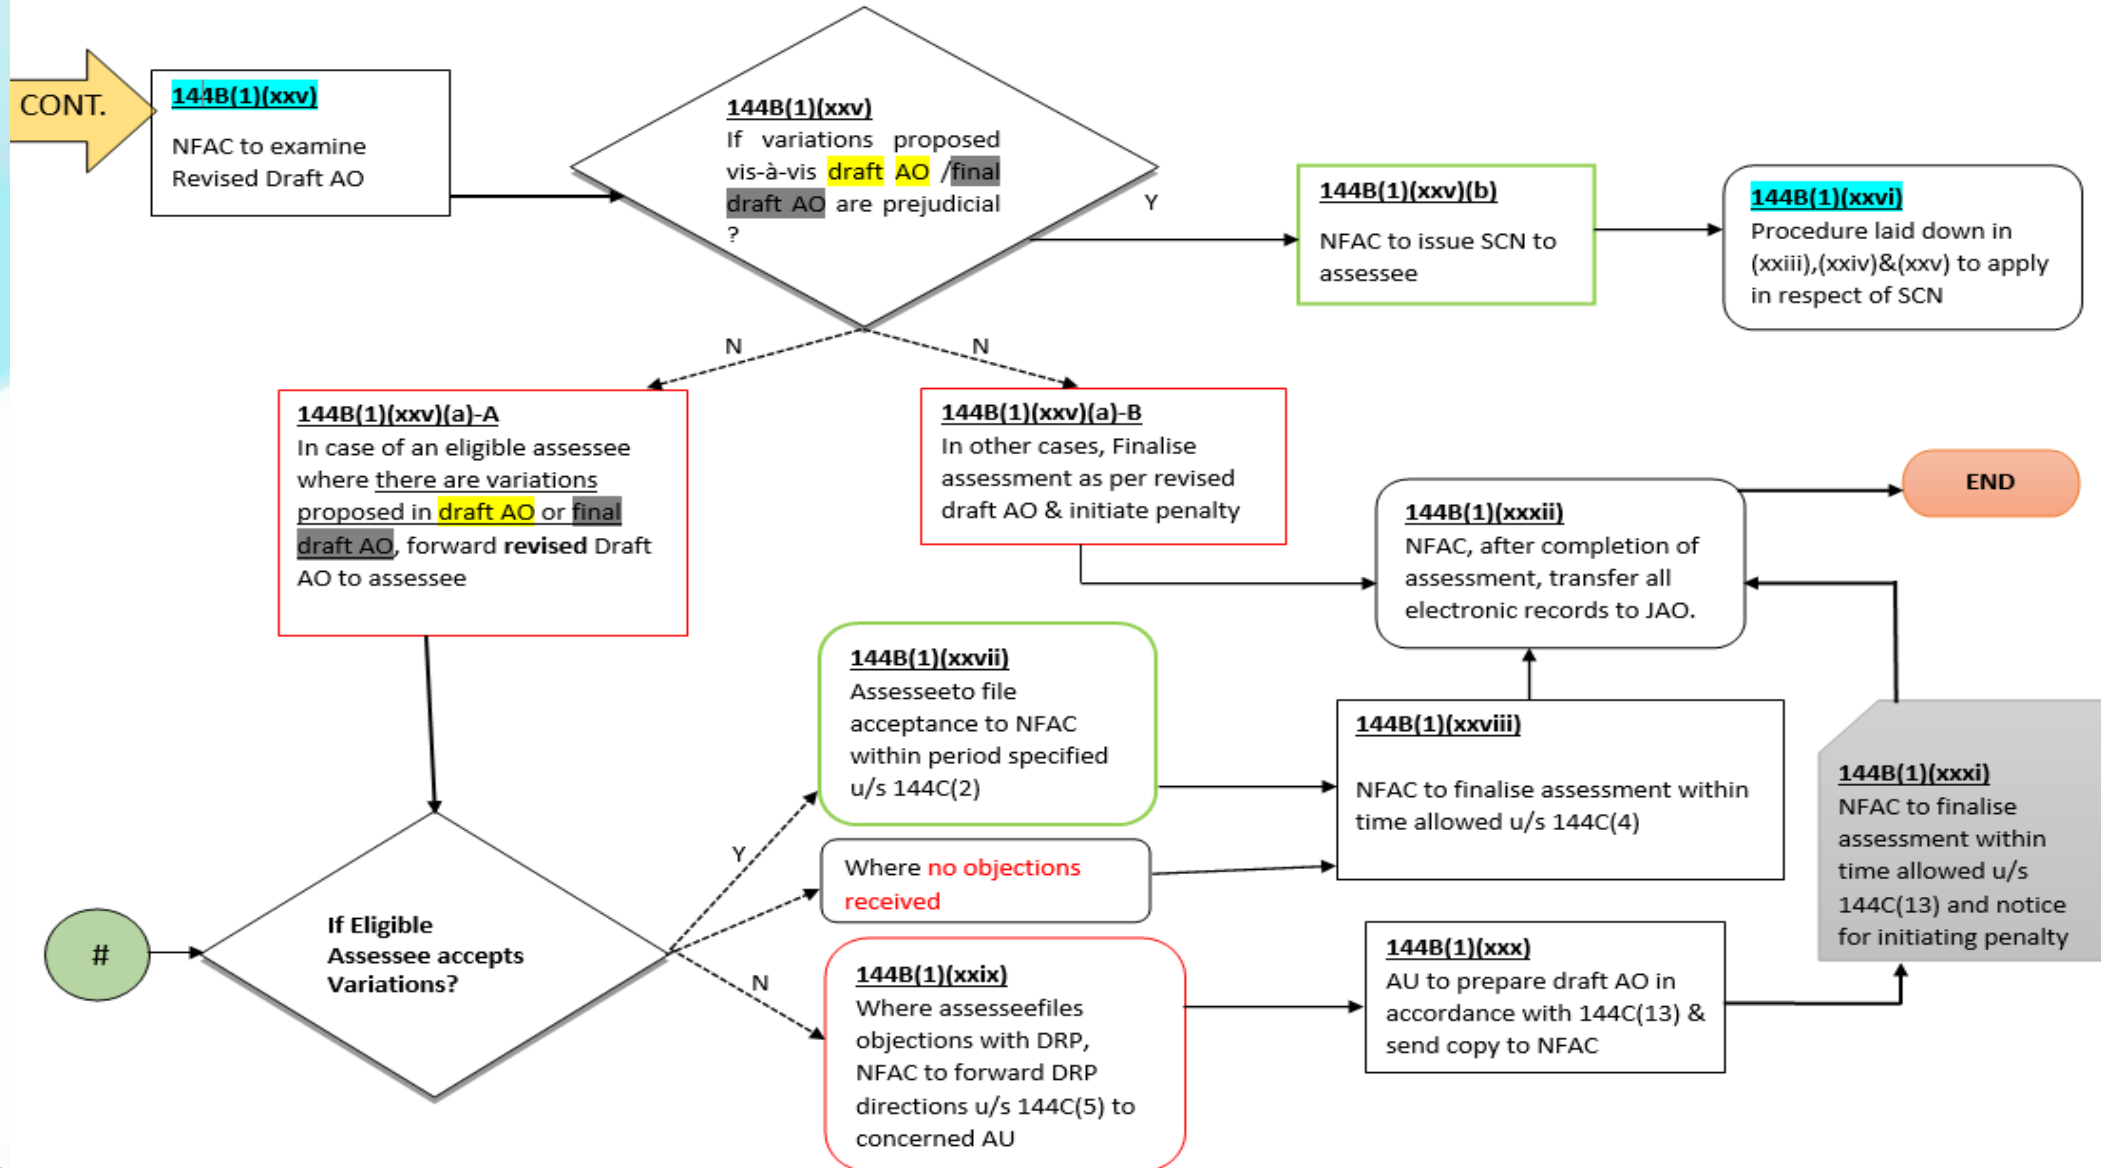 CONT.
144B(1)(xxv)
NFAC to examine
Revised Draft AO
144B(1)(xxv)
If variations proposed
vis-à-vis draft AO /final
draft AO are prejudicial
?
Y
144B(1)(xxv)(b)
NFAC to issue SCN to
assessee
144B(1)(xxvi)
Procedure laid down in
(xxiii),(xxiv)&(xxv) to apply
in respect of SCN
N
N
144B(1)(xxv)(a)-A
In case of an eligible assessee
where there are variations
proposed in draft AO or final
draft AO, forward revised Draft
AO to assessee
144B(1)(xxv)(a)-B
In other cases, Finalise
assessment as per revised
draft AO & initiate penalty
144B(1)(xxxii)
NFAC, after completion of
assessment, transfer all
electronic records to JAO.
END
144B(1)(xxvii)
Assesseeto file
acceptance to NFAC
within period specified
u/s 144C(2)
144B(1)(xxviii)
NFAC to finalise assessment within
time allowed u/s 144C(4)
144B(1)(xxxi)
NFAC to finalise
assessment within
time allowed u/s
144C(13) and notice
for initiating penalty
Y
Where no objections
received
#
If Eligible
Assessee accepts
Variations?
N
144B(1)(xxix)
Where assesseefiles
objections with DRP,
NFAC to forward DRP
directions u/s 144C(5) to
concerned AU
144B(1)(xxx)
AU to prepare draft AO in
accordance with 144C(13) &
send copy to NFAC